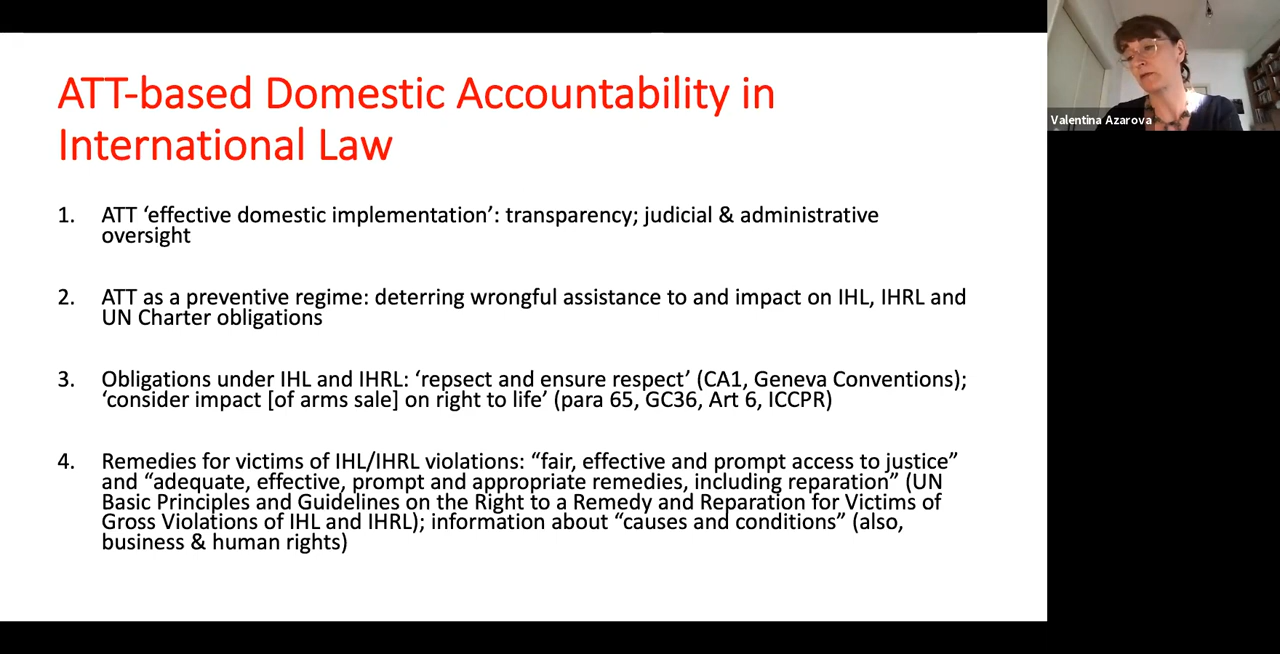 ATT-based Domestic Accountability in
International Law
1. ATT ‘effective domestic implementation’: transparency; judicial & administrative
oversight
2. ATT as a preventive regime: deterring wrongful assistance to and impact on IHL, IHRL and
UN Charter obligations
3. Obligations under IHL and IHRL: ‘repsect and ensure respect’ (CA1, Geneva Conventions);
‘consider impact [of arms sale] on right to life’ (para 65, GC36, Art 6, ICCPR)
4. Remedies for victims of IHL/IHRL violations: “fair, effective and prompt access to justice”
and “adequate, effective, prompt and appropriate remedies, including reparation” (UN
Basic Principles and Guidelines on the Right to a Remedy and Reparation for Victims of
Gross Violations of IHL and IHRL); information about “causes and conditions” (also,
business & human rights)
Valentina Azarova